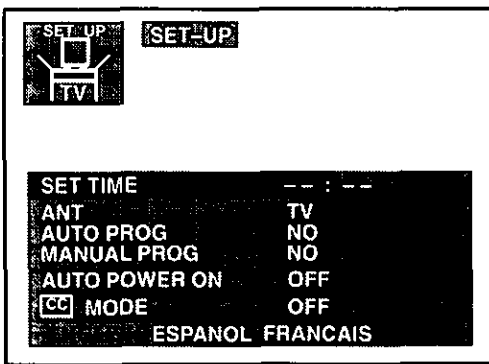 SET UP
TV
SET-UP
SET TIME -- : --
ANT TV
AUTO PROG NO
MANUAL PROG NO
AUTO POWER ON OFF
CC MODE OFF
ESPANOL FRANCAIS